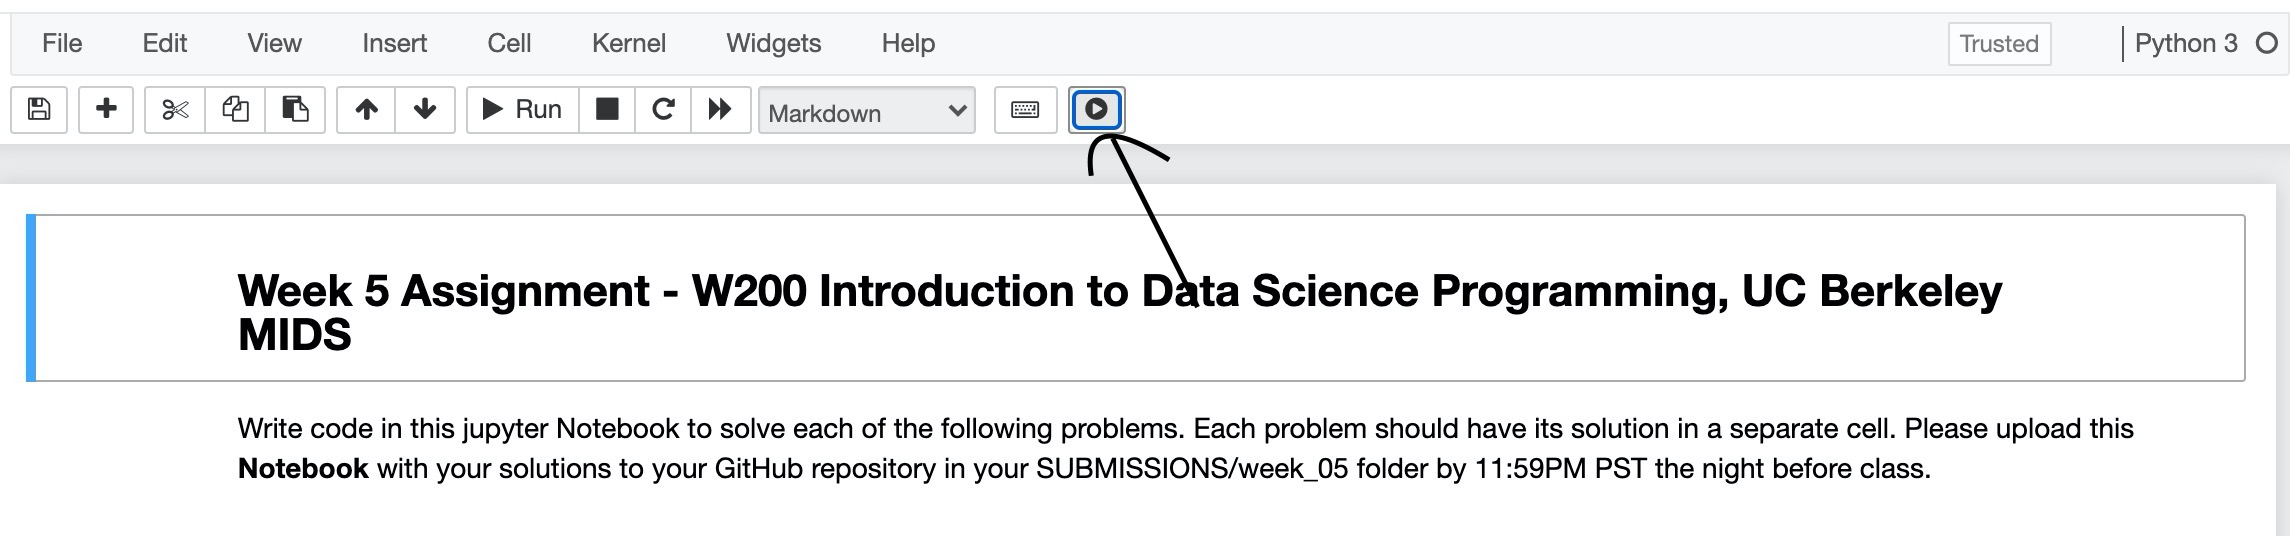 File Edit View Insert Cell Kernel Widgets Help Trusted Python 3
Run Markdown
Week 5 Assignment - W200 Introduction to Data Science Programming, UC Berkeley
MIDS
Write code in this jupyter Notebook to solve each of the following problems. Each problem should have its solution in a separate cell. Please upload this
Notebook with your solutions to your GitHub repository in your SUBMISSIONS/week_05 folder by 11:59PM PST the night before class.